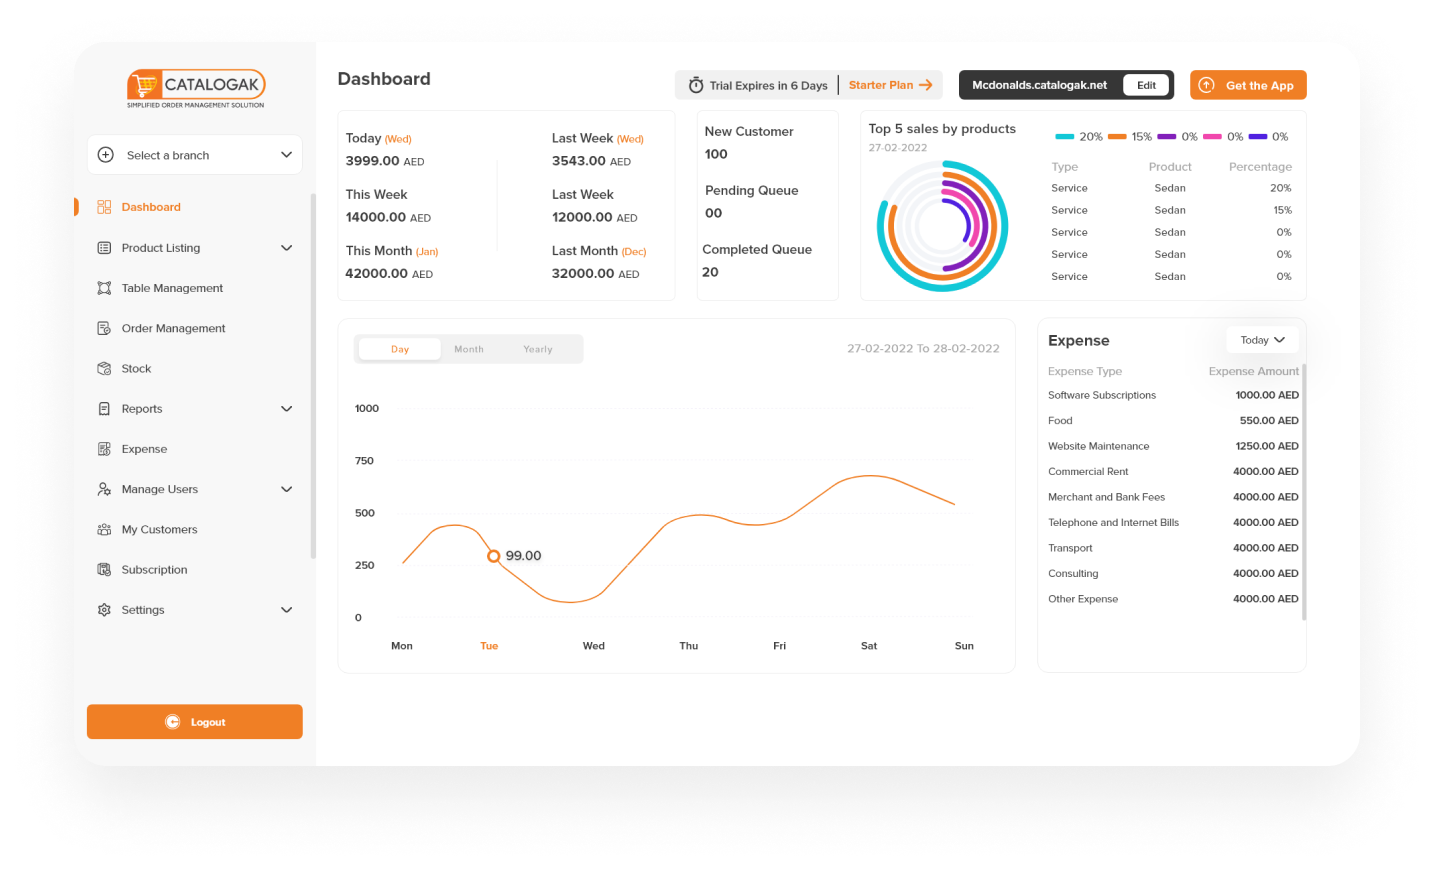 CATALOGAK
SIMPLIFIED ORDER MANAGEMENT SOLUTION
Select a branch
Dashboard
Product Listing
Table Management
Order Management
Stock
Reports
Expense
Manage Users
My Customers
Subscription
Settings
Logout
Dashboard
Trial Expires in 6 Days
Starter Plan
Mcdonalds.catalogak.net
Edit
Get the App
Today (Wed)
3999.00 AED
Last Week (Wed)
3543.00 AED
This Week
14000.00 AED
Last Week
12000.00 AED
This Month (Jan)
42000.00 AED
Last Month (Dec)
32000.00 AED
New Customer
100
Pending Queue
00
Completed Queue
20
Top 5 sales by products
27-02-2022
20% 15% 0% 0% 0%
Type Product Percentage
Service Sedan 20%
Service Sedan 15%
Service Sedan 0%
Service Sedan 0%
Service Sedan 0%
Day Month Yearly
27-02-2022 To 28-02-2022
1000
750
500
250
0
99.00
Mon Tue Wed Thu Fri Sat Sun
Expense
Today
Expense Type Expense Amount
Software Subscriptions 1000.00 AED
Food 550.00 AED
Website Maintenance 1250.00 AED
Commercial Rent 4000.00 AED
Merchant and Bank Fees 4000.00 AED
Telephone and Internet Bills 4000.00 AED
Transport 4000.00 AED
Consulting 4000.00 AED
Other Expense 4000.00 AED